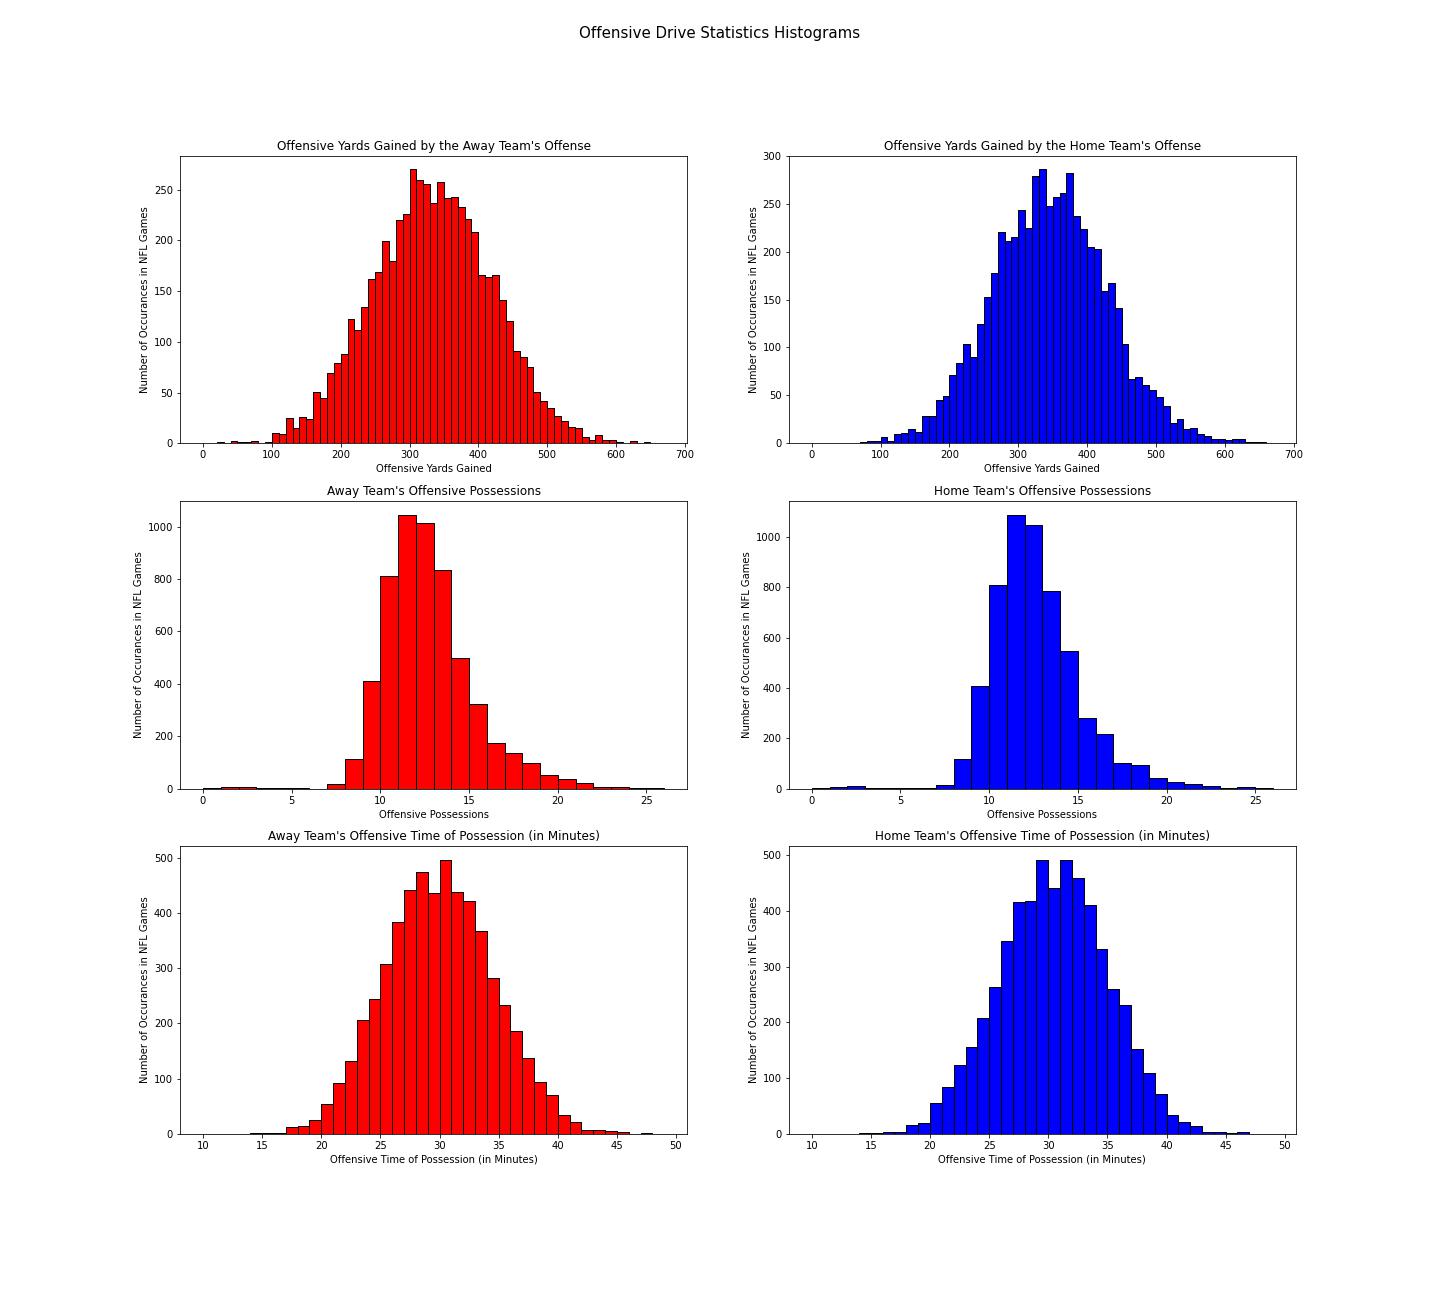 Offensive Drive Statistics Histograms
Offensive Yards Gained by the Away Team's Offense
Number of Occurances in NFL Games
250
200
150
100
50
0
0 100 200 300 400 500 600 700
Offensive Yards Gained
Offensive Yards Gained by the Home Team's Offense
Number of Occurances in NFL Games
300
250
200
150
100
50
0
0 100 200 300 400 500 600 700
Offensive Yards Gained
Away Team's Offensive Possessions
Number of Occurances in NFL Games
1000
800
600
400
200
0
0 5 10 15 20 25
Offensive Possessions
Home Team's Offensive Possessions
Number of Occurances in NFL Games
1000
800
600
400
200
0
0 5 10 15 20 25
Offensive Possessions
Away Team's Offensive Time of Possession (in Minutes)
Number of Occurances in NFL Games
500
400
300
200
100
0
10 15 20 25 30 35 40 45 50
Offensive Time of Possession (in Minutes)
Home Team's Offensive Time of Possession (in Minutes)
Number of Occurances in NFL Games
500
400
300
200
100
0
10 15 20 25 30 35 40 45 50
Offensive Time of Possession (in Minutes)